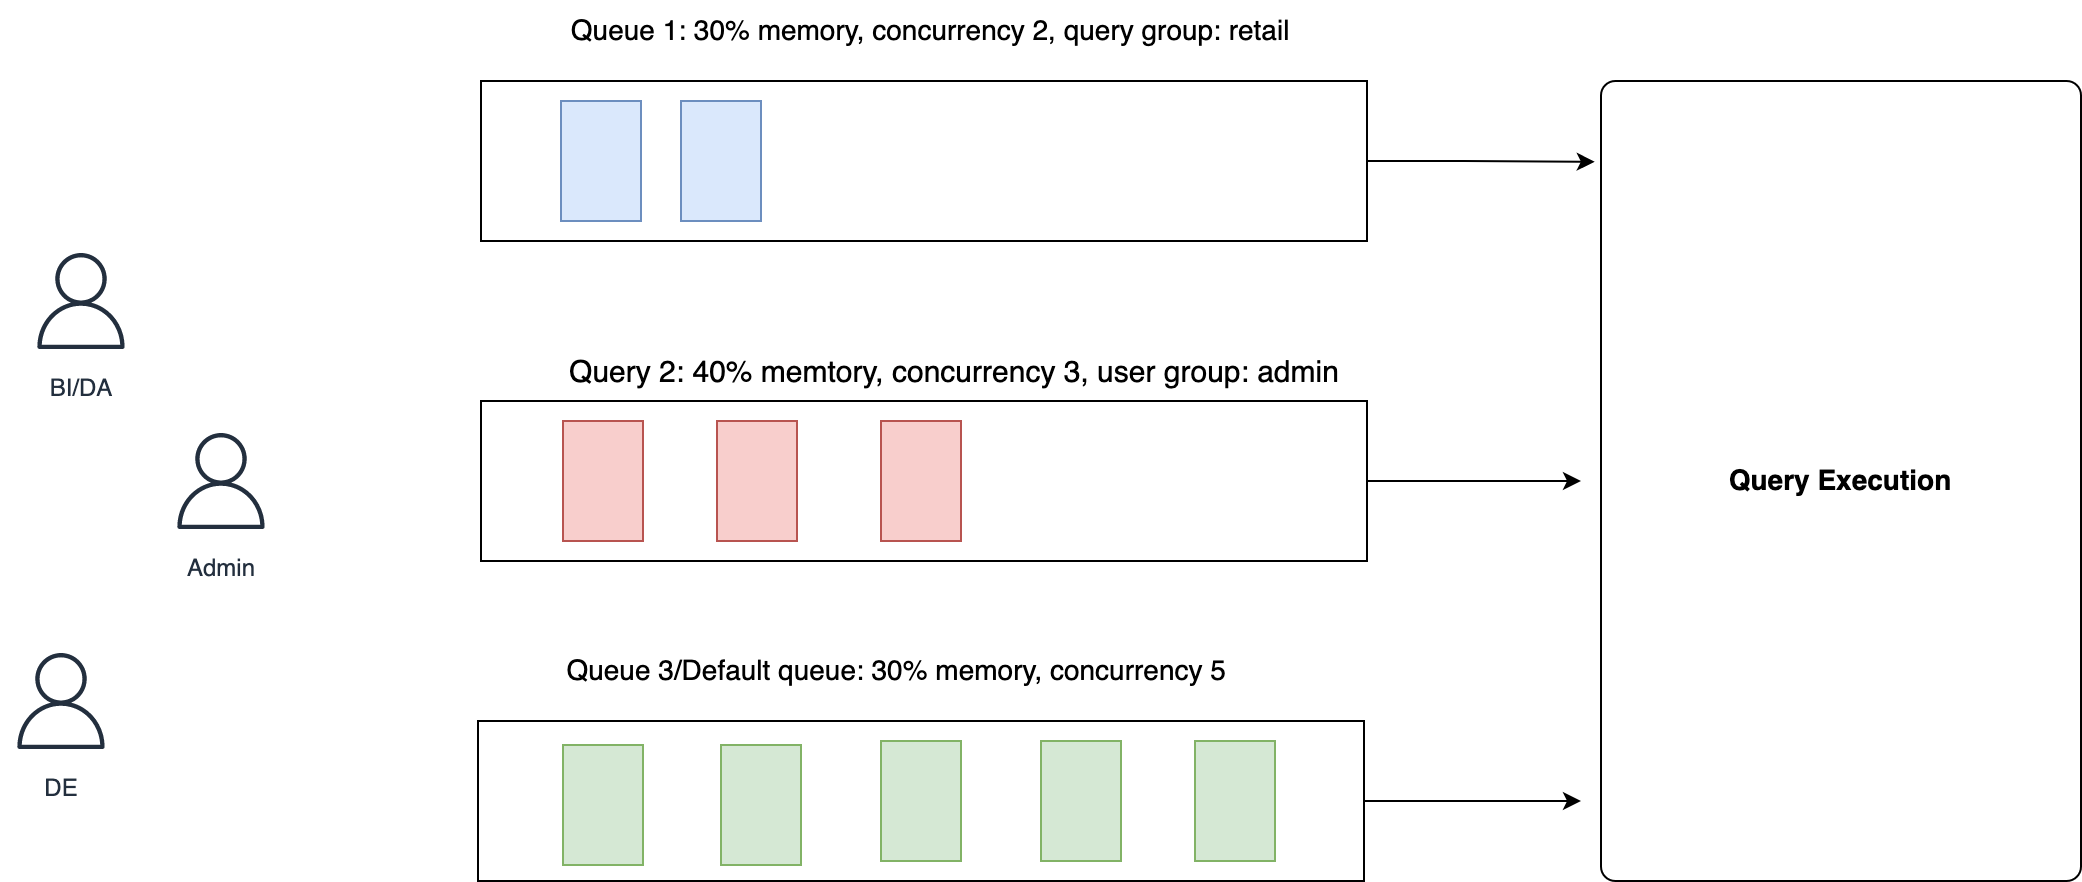 Queue 1: 30% memory, concurrency 2, query group: retail
BI/DA
Query 2: 40% memtory, concurrency 3, user group: admin
Admin
Query Execution
Queue 3/Default queue: 30% memory, concurrency 5
DE